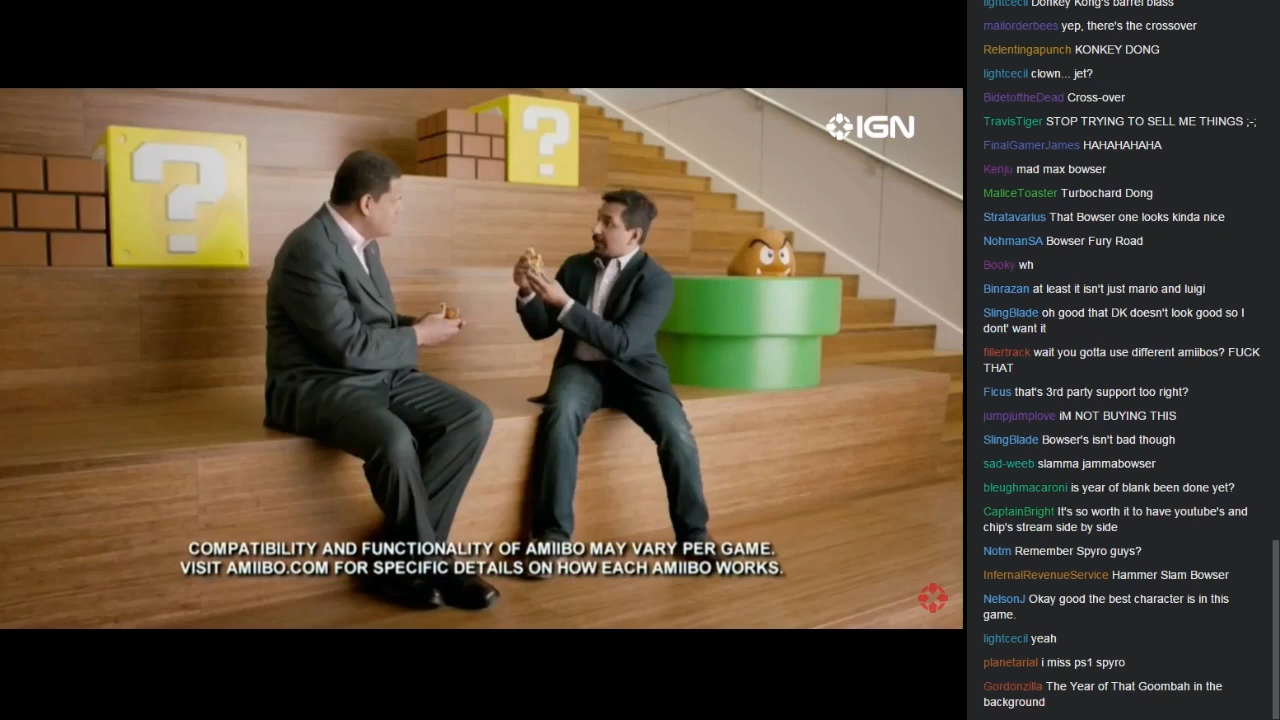 ?
?
IGN
COMPATIBILITY AND FUNCTIONALITY OF AMIIBO MAY VARY PER GAME.
VISIT AMIIBO.COM FOR SPECIFIC DETAILS ON HOW EACH AMIIBO WORKS.
lightcecil Donkey Kong's barrel blass
mailorderbees yep, there's the crossover
Relentingapunch KONKEY DONG
lightcecil clown... jet?
BidetoftheDead Cross-over
TravisTiger STOP TRYING TO SELL ME THINGS ;-;
FinalGamerJames HAHAHAHAHA
Kenju mad max bowser
MaliceToaster Turbochard Dong
Stratavarius That Bowser one looks kinda nice
NohmanSA Bowser Fury Road
Booky wh
Binrazan at least it isn't just mario and luigi
SlingBlade oh good that DK doesn't look good so I
dont' want it
fillertrack wait you gotta use different amiibos? FUCK
THAT
Ficus that's 3rd party support too right?
jumpjumplove iM NOT BUYING THIS
SlingBlade Bowser's isn't bad though
sad-weeb slamma jammabowser
bleughmacaroni is year of blank been done yet?
CaptainBright It's so worth it to have youtube's and
chip's stream side by side
Notm Remember Spyro guys?
InfernalRevenueService Hammer Slam Bowser
NelsonJ Okay good the best character is in this
game.
lightcecil yeah
planetarial i miss ps1 spyro
Gordonzilla The Year of That Goombah in the
background